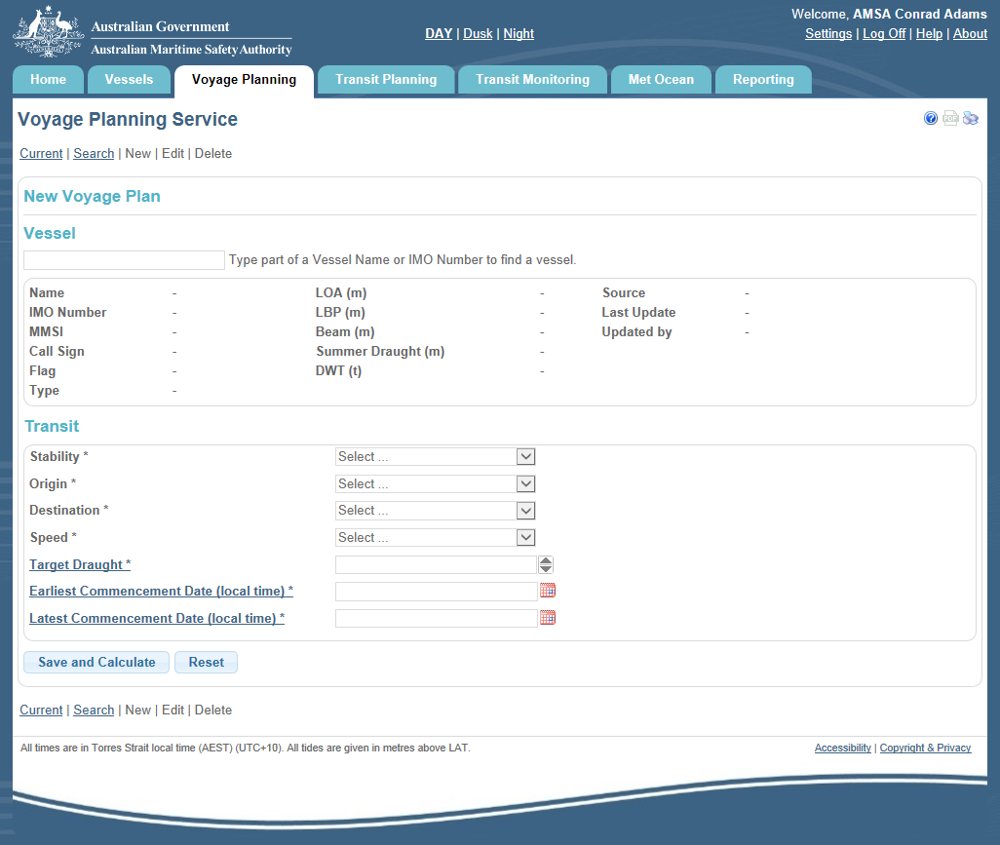 Australian Government
Australian Maritime Safety Authority
DAY | Dusk | Night
Welcome, AMSA Conrad Adams
Settings | Log Off | Help | About
Home Vessels Voyage Planning Transit Planning Transit Monitoring Met Ocean Reporting
Voyage Planning Service
PDF
Current | Search | New | Edit | Delete
New Voyage Plan
Vessel
Type part of a Vessel Name or IMO Number to find a vessel.
Name - LOA (m) - Source -
IMO Number - LBP (m) - Last Update -
MMSI - Beam (m) - Updated by -
Call Sign - Summer Draught (m) -
Flag - DWT (t) -
Type -
Transit
Stability * Select ...
Origin * Select ...
Destination * Select ...
Speed * Select ...
Target Draught *
Earliest Commencement Date (local time) *
Latest Commencement Date (local time) *
Save and Calculate Reset
Current | Search | New | Edit | Delete
All times are in Torres Strait local time (AEST) (UTC+10). All tides are given in metres above LAT.
Accessibility | Copyright & Privacy